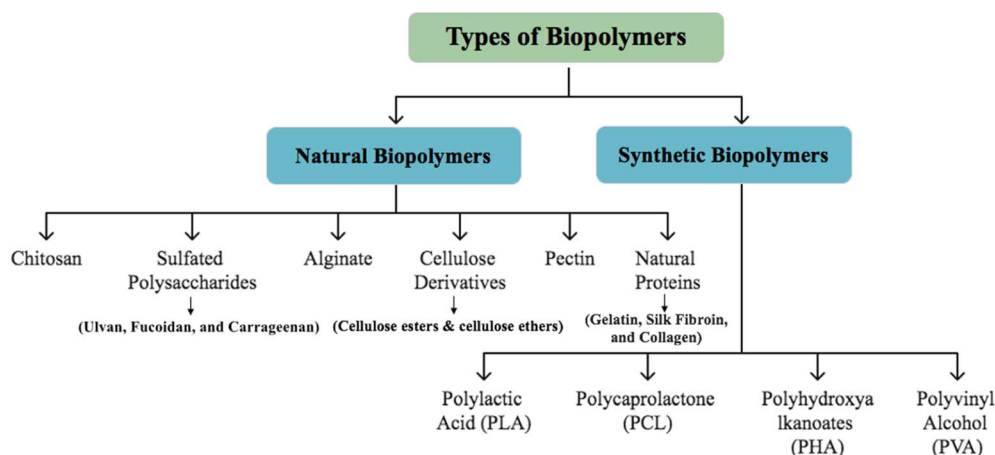 Types of Biopolymers
Natural Biopolymers
Synthetic Biopolymers
Chitosan
Sulfated
Polysaccharides
(Ulvan, Fucoidan, and Carrageenan)
Alginate
Cellulose
Derivatives
(Cellulose esters & cellulose ethers)
Pectin
Natural
Proteins
(Gelatin, Silk Fibroin,
and Collagen)
Polylactic
Acid (PLA)
Polycaprolactone
(PCL)
Polyhydroxya
lkanoates
(PHA)
Polyvinyl
Alcohol
(PVA)